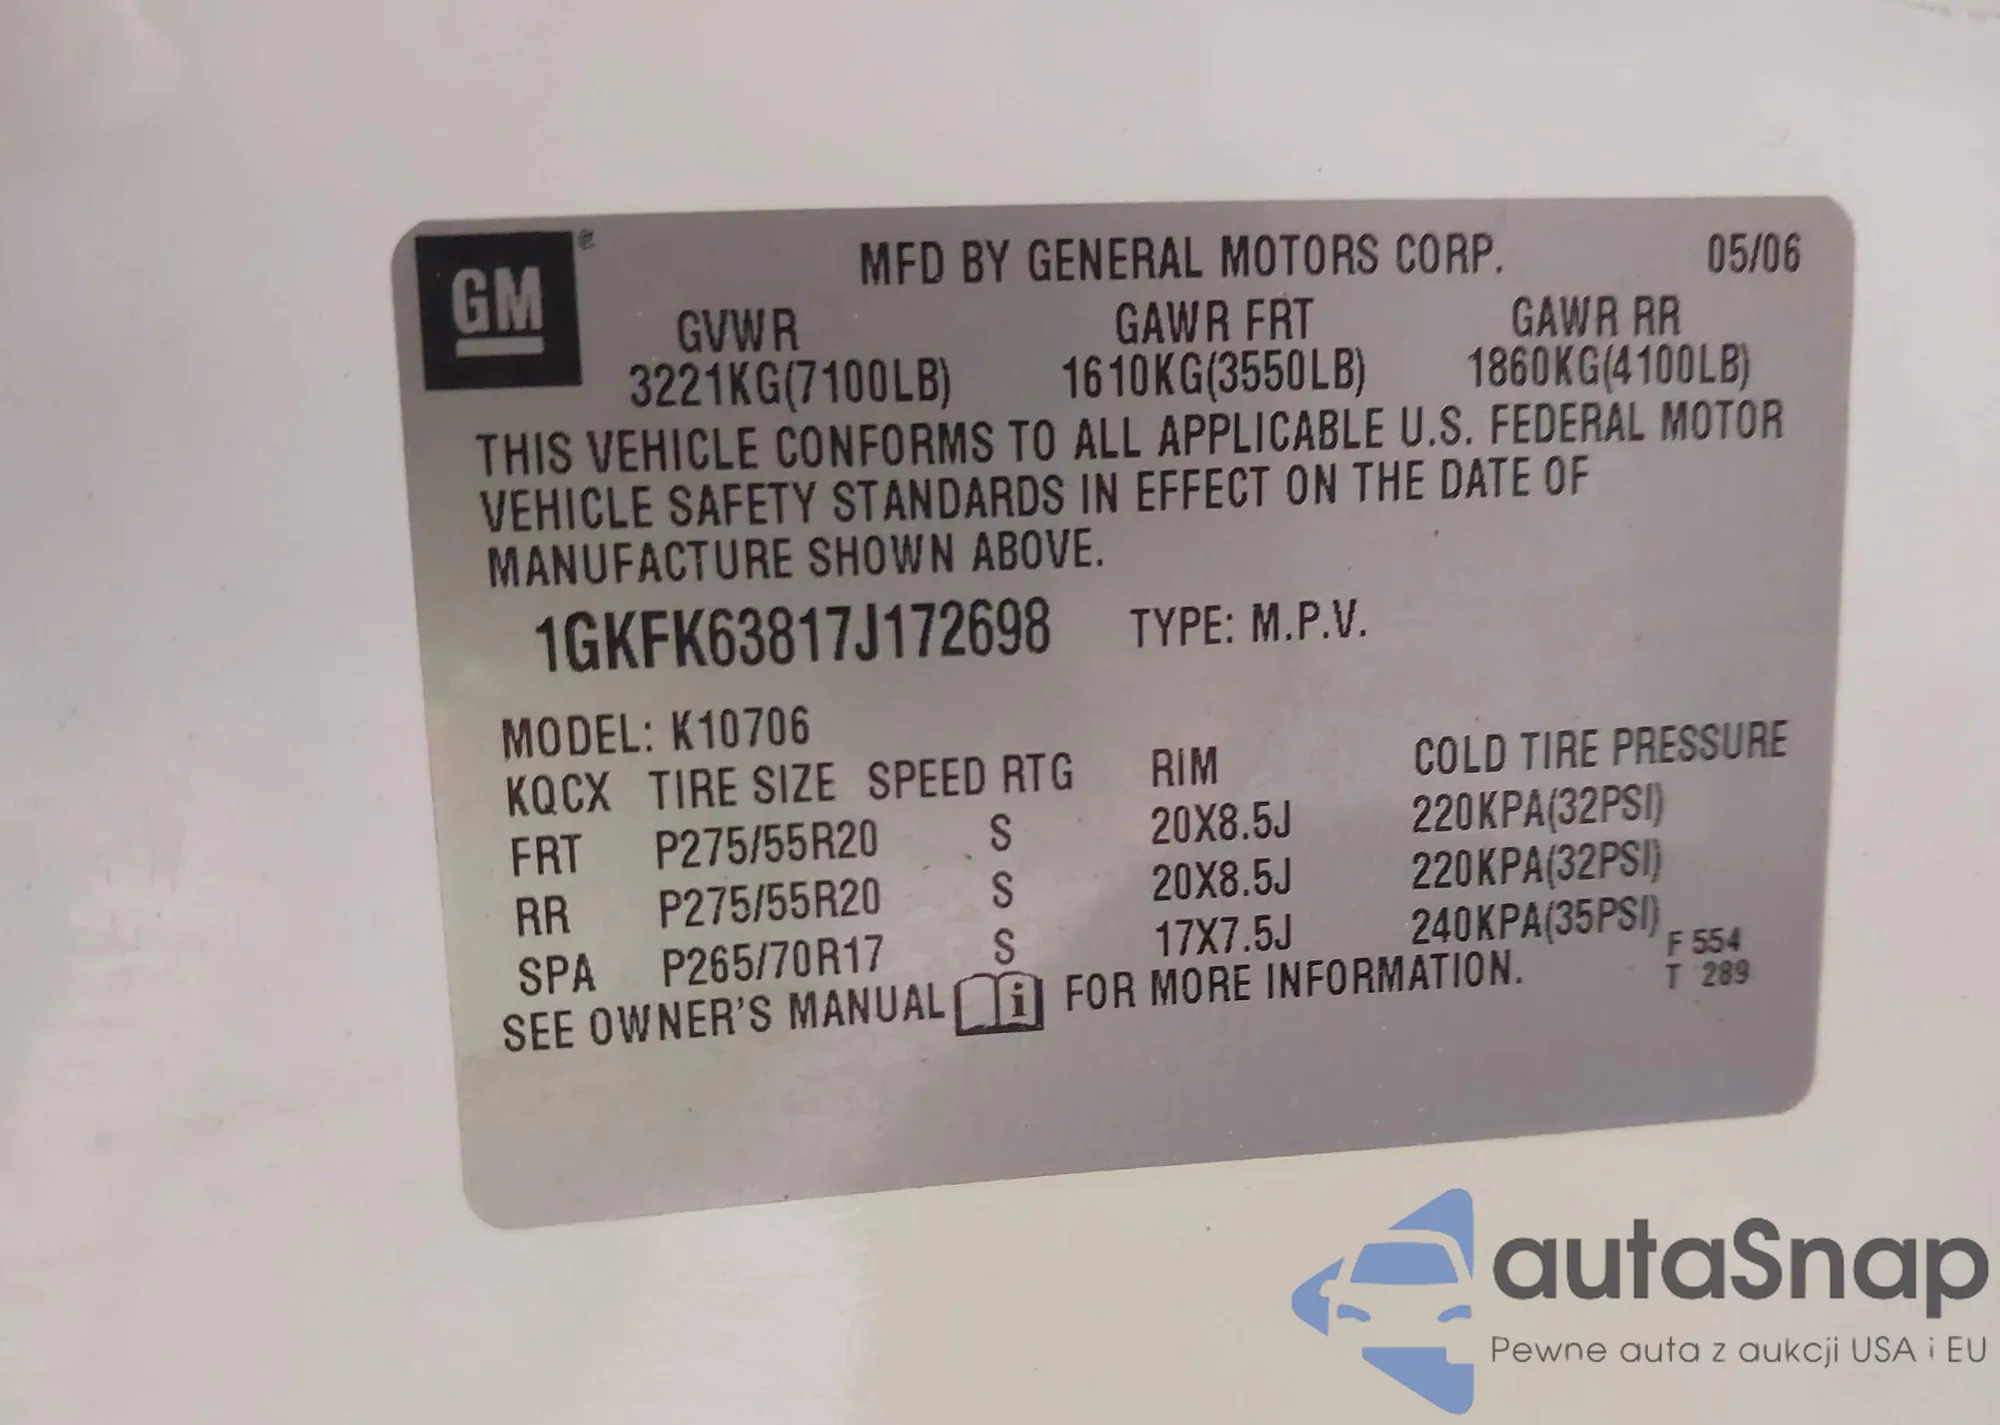 GM
MFD BY GENERAL MOTORS CORP. 05/06
GVWR GAWR FRT GAWR RR
3221KG(7100LB) 1610KG(3550LB) 1860KG(4100LB)
THIS VEHICLE CONFORMS TO ALL APPLICABLE U.S. FEDERAL MOTOR
VEHICLE SAFETY STANDARDS IN EFFECT ON THE DATE OF
MANUFACTURE SHOWN ABOVE.
1GKFK63817J172698 TYPE: M.P.V.
MODEL: K10706
KQCX TIRE SIZE SPEED RTG RIM COLD TIRE PRESSURE
FRT P275/55R20 S 20X8.5J 220KPA(32PSI)
RR P275/55R20 S 20X8.5J 220KPA(32PSI)
SPA P265/70R17 S 17X7.5J 240KPA(35PSI)
SEE OWNER'S MANUAL i FOR MORE INFORMATION.
F 554
T 289
autaSnap
Pewne auta z aukcji USA i EU